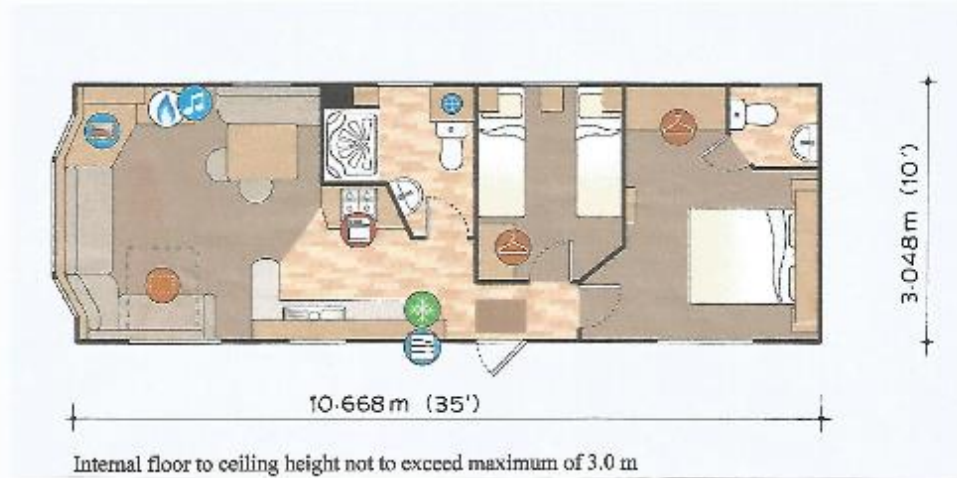 3·048m (10')
10·668m (35')
Internal floor to ceiling height not to exceed maximum of 3.0 m